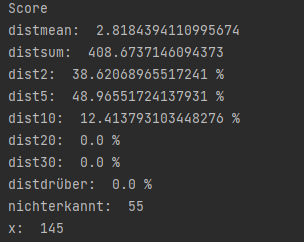 Score
distmean:  2.8184394110995674
distsum:  408.6737146094373
dist2:  38.62068965517241 %
dist5:  48.96551724137931 %
dist10:  12.413793103448276 %
dist20:  0.0 %
dist30:  0.0 %
distdrüber:  0.0 %
nichterkannt:  55
x:  145